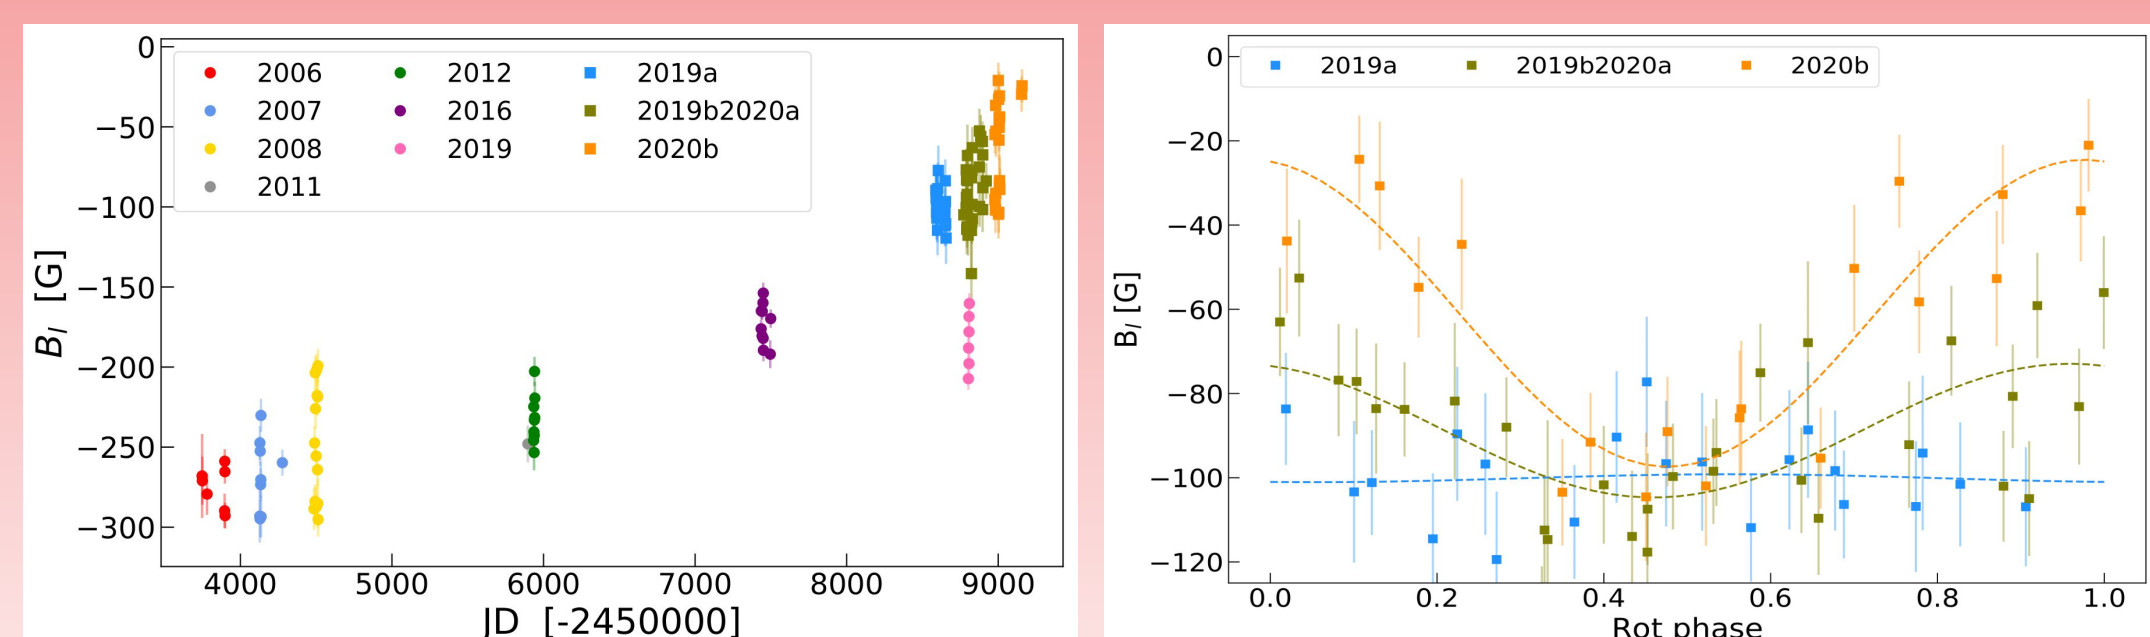 0
−50
−100
−150
−200
−250
−300
B_l [G]
2006 2012 2019a
2007 2016 2019b2020a
2008 2019 2020b
2011
4000 5000 6000 7000 8000 9000
JD [-2450000]
0
−20
−40
−60
−80
−100
−120
B_l [G]
2019a 2019b2020a 2020b
0.0 0.2 0.4 0.6 0.8 1.0
Rot phase